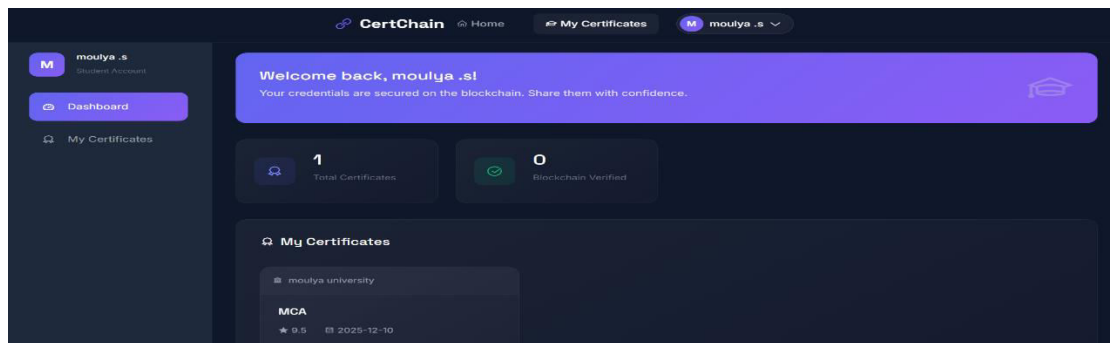 CertChain
Home
My Certificates
M moulya .s
M
moulya .s
Student Account
Dashboard
My Certificates
Welcome back, moulya .s!
Your credentials are secured on the blockchain. Share them with confidence.
1
Total Certificates
0
Blockchain Verified
My Certificates
moulya university
MCA
9.5 2025-12-10